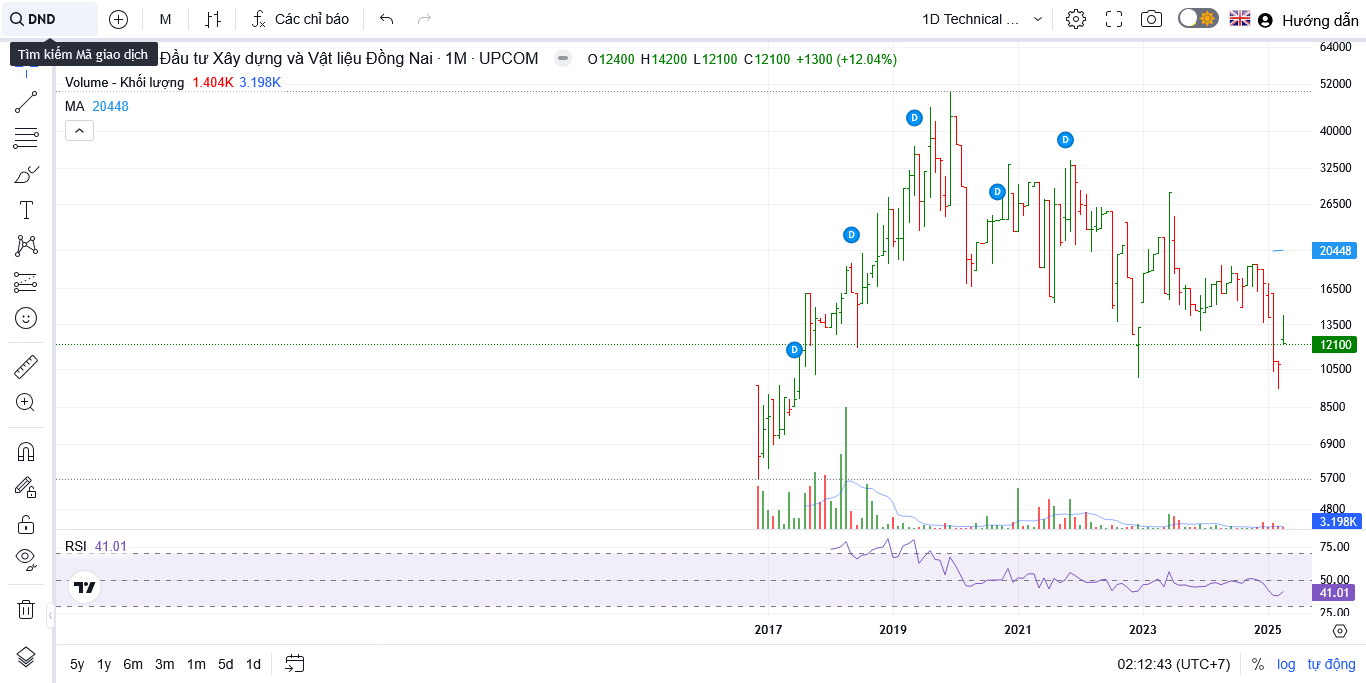 DND M Các chỉ báo 1D Technical ... Hướng dẫn
Tìm kiếm Mã giao dịch
Đầu tư Xây dựng và Vật liệu Đồng Nai · 1M · UPCOM O12400 H14200 L12100 C12100 +1300 (+12.04%)
Volume - Khối lượng 1.404K 3.198K
MA 20448
64000
52000
40000
32500
26500
20448
16500
13500
12100
10500
8500
6900
5700
4800
3.198K
D
D
D
D
D
RSI 41.01
75.00
50.00
41.01
25.00
2017 2019 2021 2023 2025
5y 1y 6m 3m 1m 5d 1d 02:12:43 (UTC+7) % log tự động